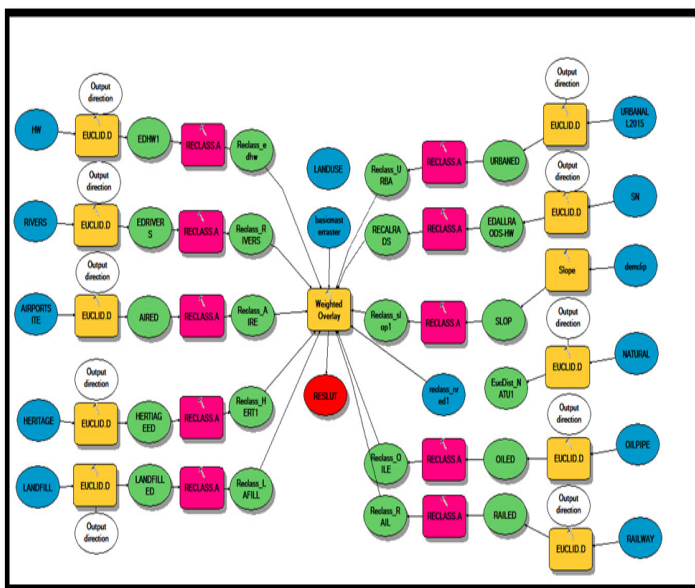 Output
direction
HW
EUCLID.D
EDHW1
RECLASS.A
Reclass_e
dhw
Output
direction
RIVERS
EUCLID.D
EDRIVER
S
RECLASS.A
Reclass_R
IVERS
Output
direction
AIRPORTS
ITE
EUCLID.D
AIRED
RECLASS.A
Reclass_A
IRE
Output
direction
HERITAGE
EUCLID.D
HERTIAG
EED
RECLASS.A
Reclass_H
ERT1
LANDFILL
EUCLID.D
LANDFILL
ED
RECLASS.A
Reclass_L
AFILL
Output
direction
LANDUSE
basicmast
erraster
Weighted
Overlay
RESLUT
Output
direction
URBANAL
L2015
EUCLID.D
URBANED
RECLASS.A
Reclass_U
RBA
Output
direction
SN
EUCLID.D
EDALLRA
ODS-HW
RECLASS.A
RECALRA
DS
demclip
Slope
SLOP
RECLASS.A
Reclass_sl
op1
Output
direction
NATURAL
EUCLID.D
EucDist_N
ATU1
reclass_nr
ed1
Output
direction
OILPIPE
EUCLID.D
OILED
RECLASS.A
Reclass_O
ILE
Output
direction
RAILWAY
EUCLID.D
RAILED
RECLASS.A
Reclass_R
AIL